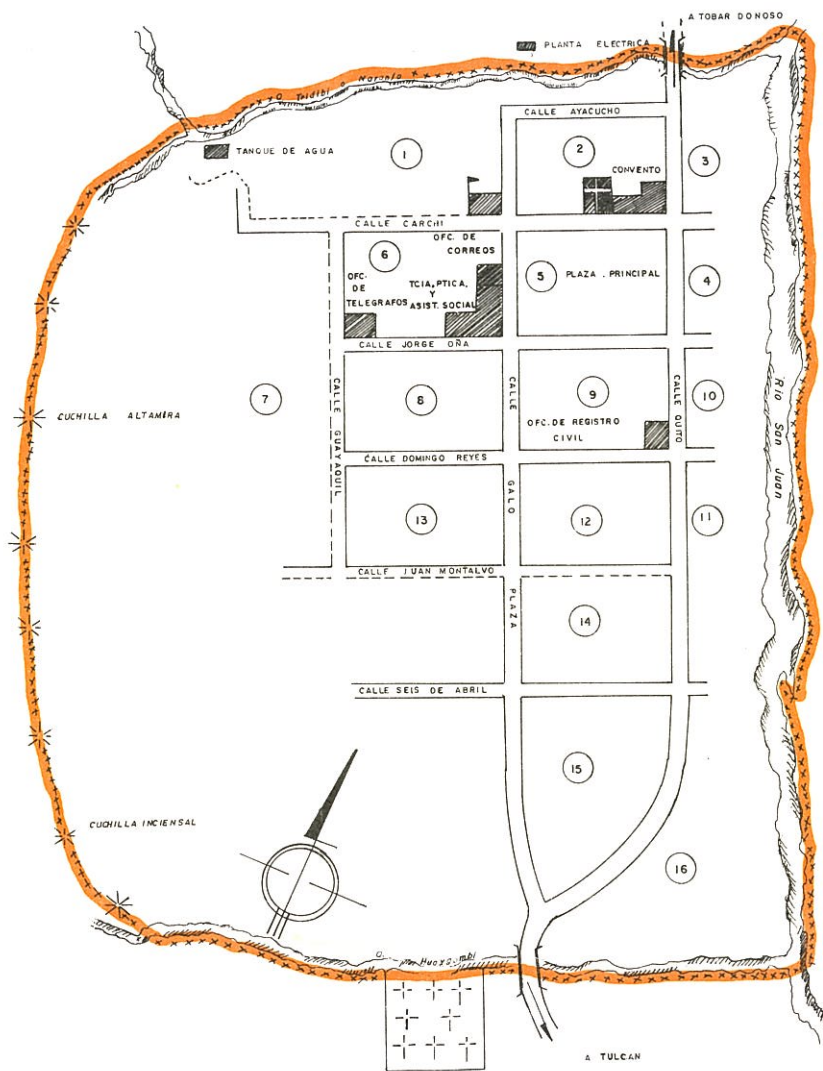 A TOBAR DONOSO
PLANTA ELECTRICA
Q Taidibi o Naranjo
CALLE AYACUCHO
TANQUE DE AGUA
1
2
3
CONVENTO
CALLE CARCHI
OFC. DE
CORREOS
6
5
PLAZA . PRINCIPAL
4
OFC.
DE
TELEGRAFOS
TCIA, PTICA,
Y
ASIST. SOCIAL
CALLE JORGE OÑA
Rio San Juan
CUCHILLA ALTAMIRA
7
CALLE GUAYAQUIL
8
CALLE
GALO
PLAZA
9
CALLE QUITO
10
OFC. DE REGISTRO
CIVIL
CALLE DOMINGO REYES
13
12
11
CALLE JUAN MONTALVO
14
CALLE SEIS DE ABRIL
15
CUCHILLA INCIENSAL
16
Q.
A TULCAN